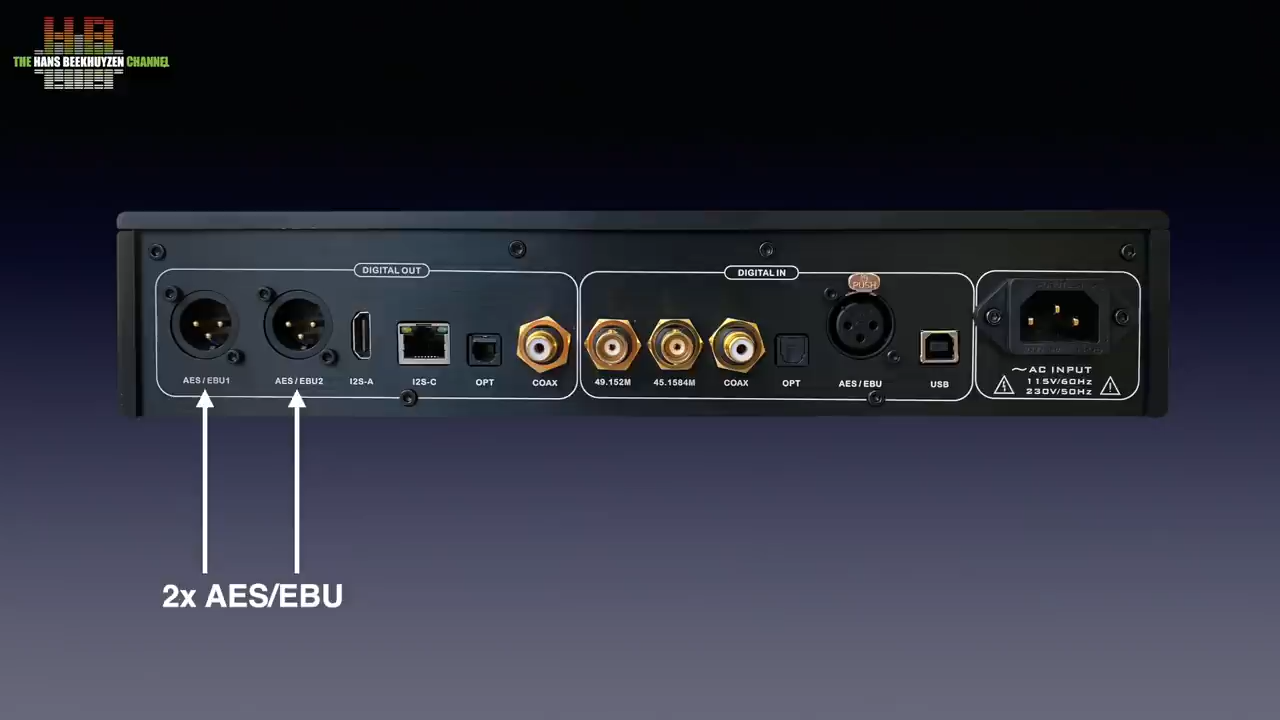 THE HANS BEEKHUYZEN CHANNEL
DIGITAL OUT
DIGITAL IN
PUSH
AES/EBU1
AES/EBU2
I2S-A
I2S-C
OPT
COAX
49.152M
45.1584M
COAX
OPT
AES/EBU
USB
~AC INPUT
115V/60Hz
230V/50Hz
2x AES/EBU